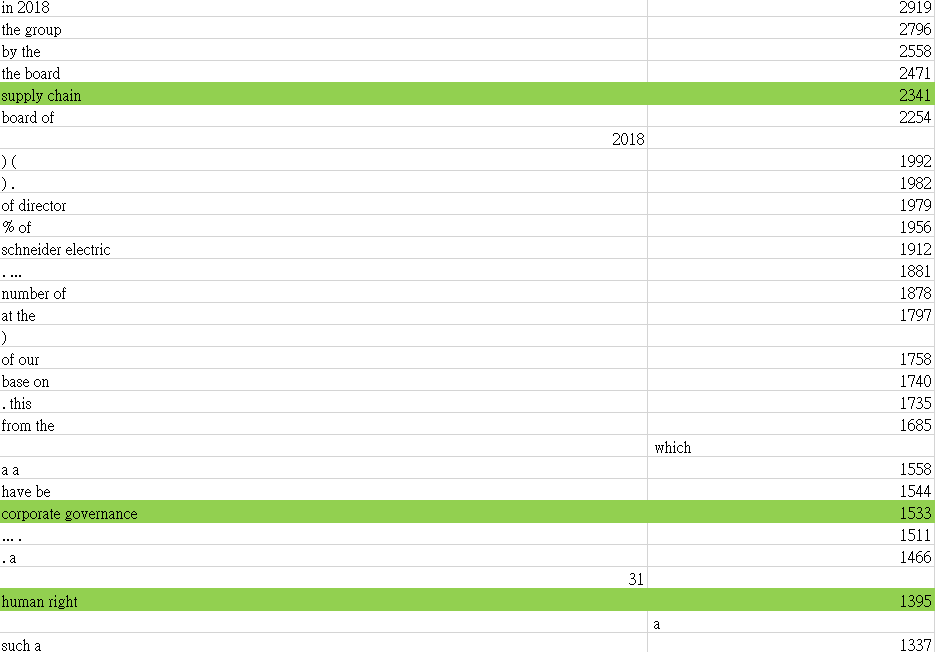 in 2018 2919
the group 2796
by the 2558
the board 2471
supply chain 2341
board of 2254
2018
) ( 1992
) . 1982
of director 1979
% of 1956
schneider electric 1912
. ... 1881
number of 1878
at the 1797
)
of our 1758
base on 1740
. this 1735
from the 1685
which
a a 1558
have be 1544
corporate governance 1533
... . 1511
. a 1466
31
human right 1395
a
such a 1337